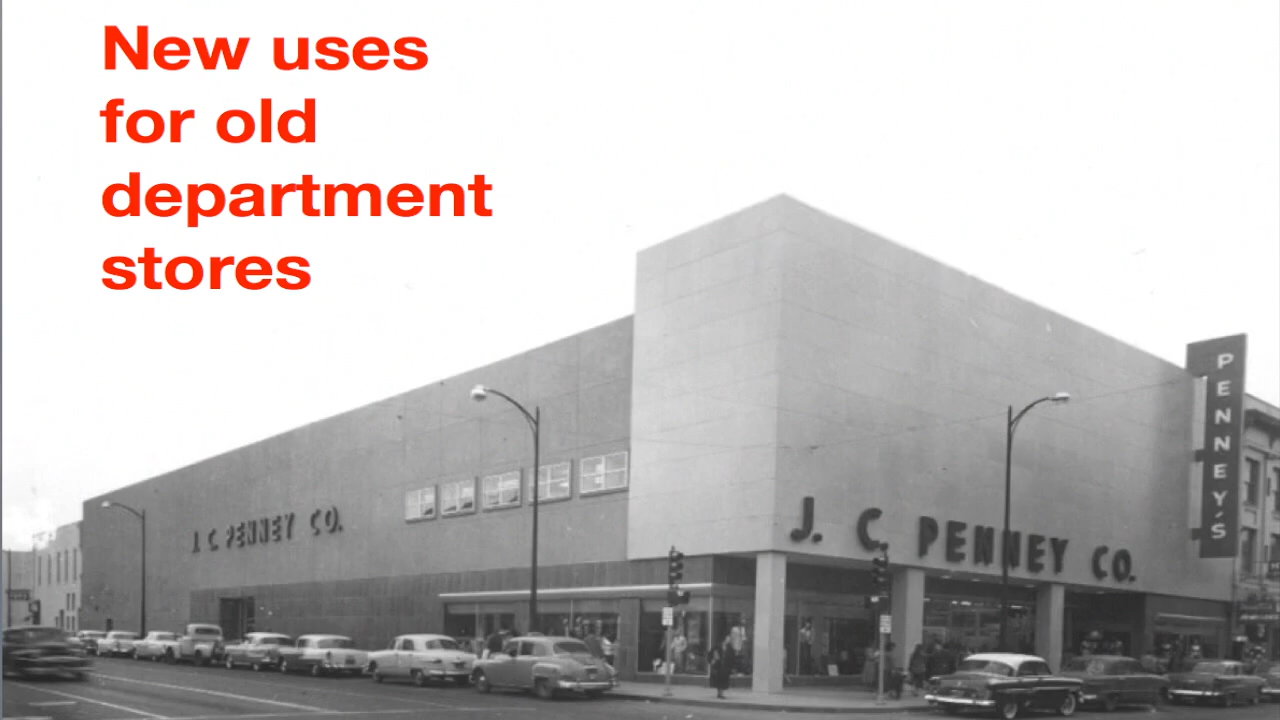 New uses
for old
department
stores
J. C. PENNEY CO.
J. C. PENNEY CO.
PENNEY'S